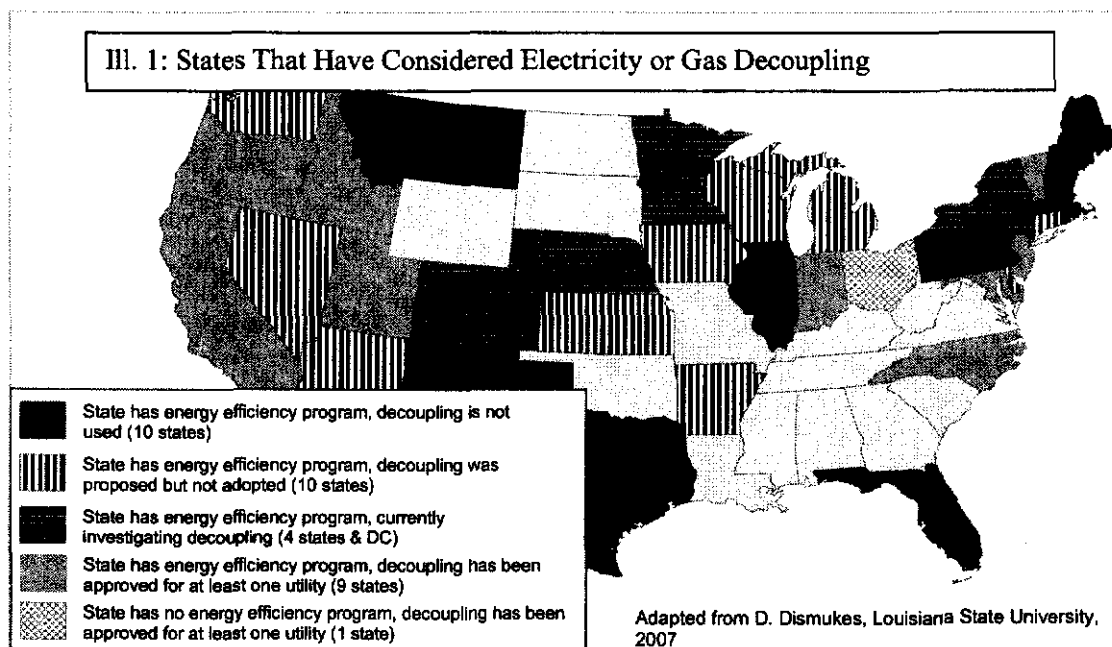 Ill. 1: States That Have Considered Electricity or Gas Decoupling
State has energy efficiency program, decoupling is not
used (10 states)
State has energy efficiency program, decoupling was
proposed but not adopted (10 states)
State has energy efficiency program, currently
investigating decoupling (4 states & DC)
State has energy efficiency program, decoupling has been
approved for at least one utility (9 states)
State has no energy efficiency program, decoupling has been
approved for at least one utility (1 state)
Adapted from D. Dismukes, Louisiana State University,
2007